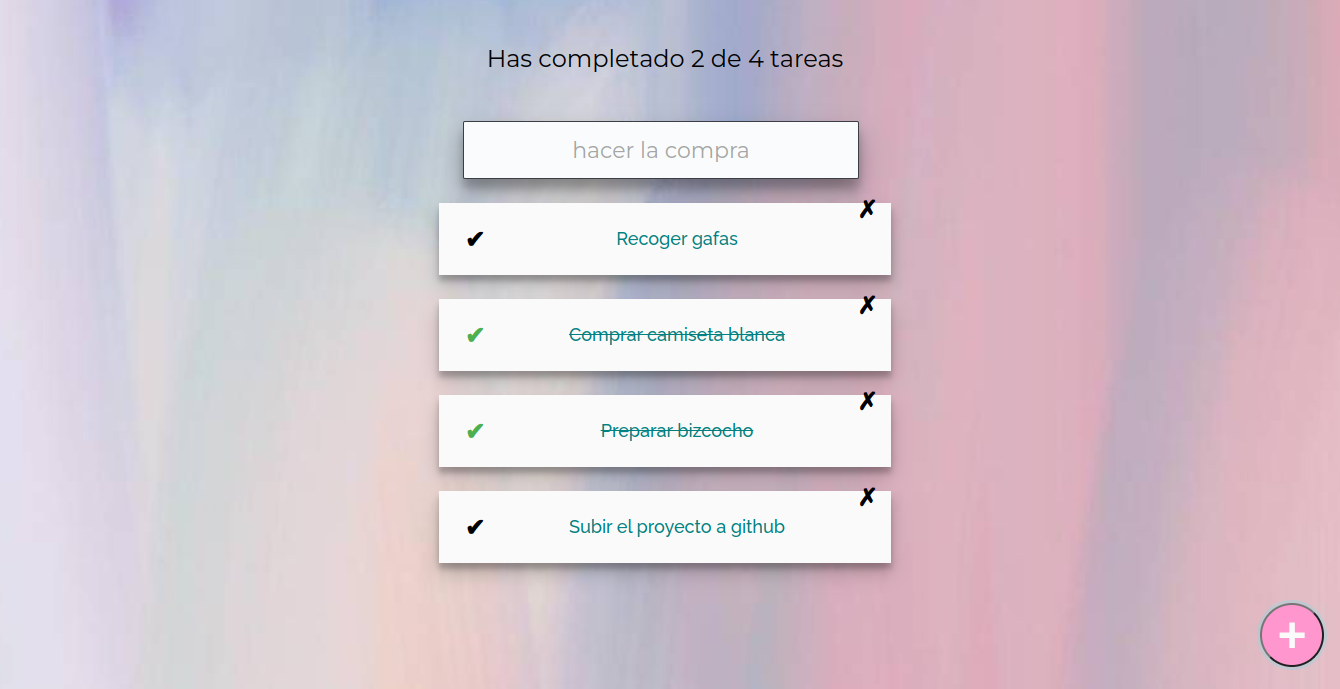 Has completado 2 de 4 tareas
hacer la compra
✗
✔ Recoger gafas
✗
✔ Comprar camiseta blanca
✗
✔ Preparar bizcocho
✗
✔ Subir el proyecto a github
+